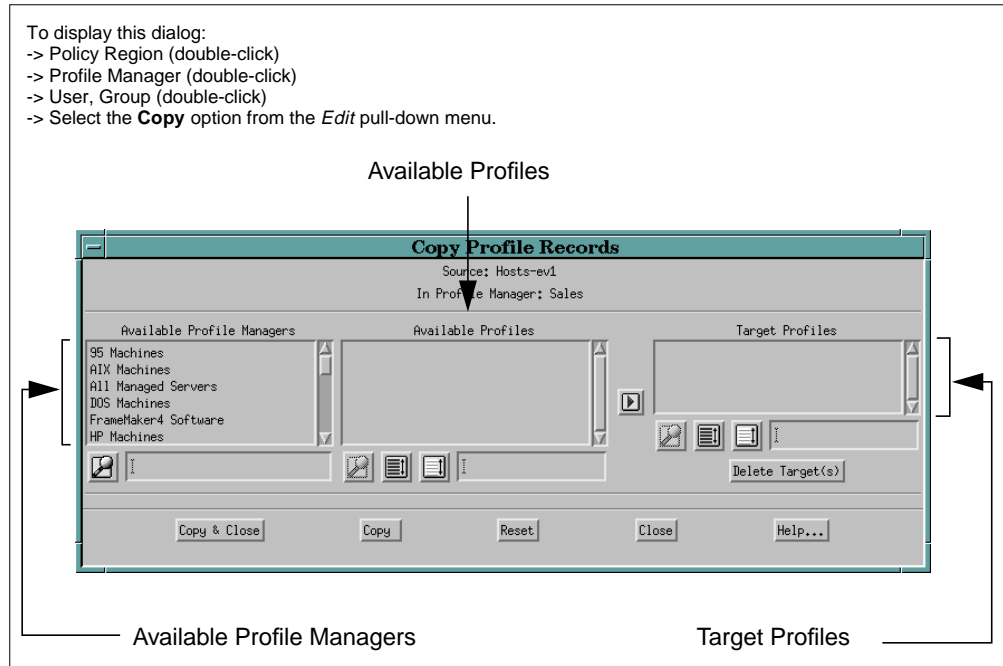 To display this dialog:
-> Policy Region (double-click)
-> Profile Manager (double-click)
-> User, Group (double-click)
-> Select the Copy option from the Edit pull-down menu.
Available Profiles
Copy Profile Records
Source: Hosts-ev1
In Profile Manager: Sales
Available Profile Managers
Available Profiles
Target Profiles
95 Machines
AIX Machines
All Managed Servers
DOS Machines
FrameMaker4 Software
HP Machines
Delete Target(s)
Copy & Close
Copy
Reset
Close
Help...
Available Profile Managers
Target Profiles